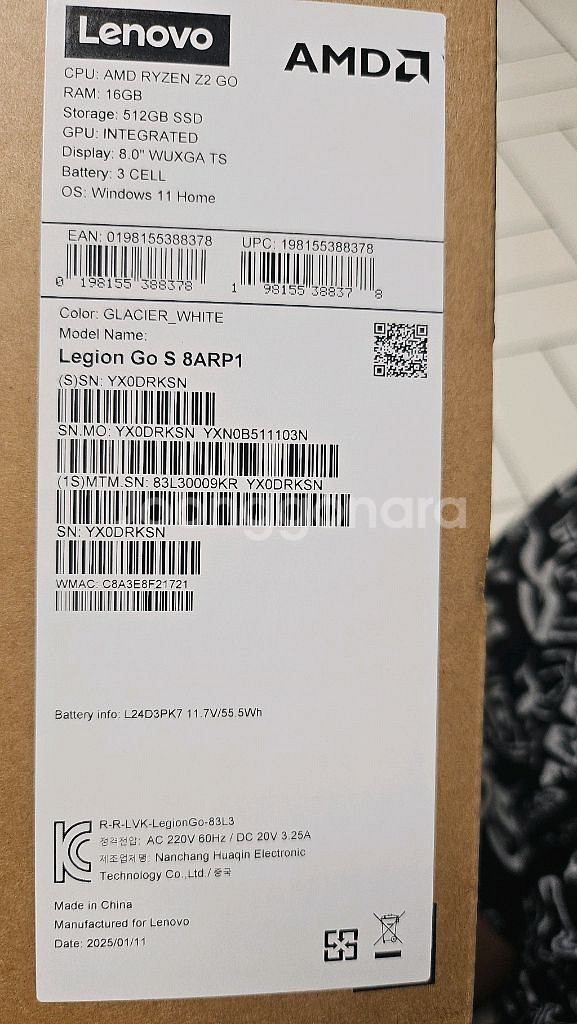 Lenovo
AMD
CPU: AMD RYZEN Z2 GO
RAM: 16GB
Storage: 512GB SSD
GPU: INTEGRATED
Display: 8.0" WUXGA TS
Battery: 3 CELL
OS: Windows 11 Home
EAN: 0198155388378
UPC: 198155388378
0 198155 388378
1 98155 38837 8
Color: GLACIER_WHITE
Model Name:
Legion Go S 8ARP1
(S)SN: YX0DRKSN
SN.MO: YX0DRKSN YXN0B511103N
(1S)MTM.SN: 83L30009KR YX0DRKSN
joonggonara
SN: YX0DRKSN
WMAC: C8A3E8F21721
Battery info: L24D3PK7 11.7V/55.5Wh
R-R-LVK-LegionGo-83L3
정격전압: AC 220V 60Hz / DC 20V 3.25A
제조업체명: Nanchang Huaqin Electronic
Technology Co.,Ltd./ 중국
Made in China
Manufactured for Lenovo
Date: 2025/01/11